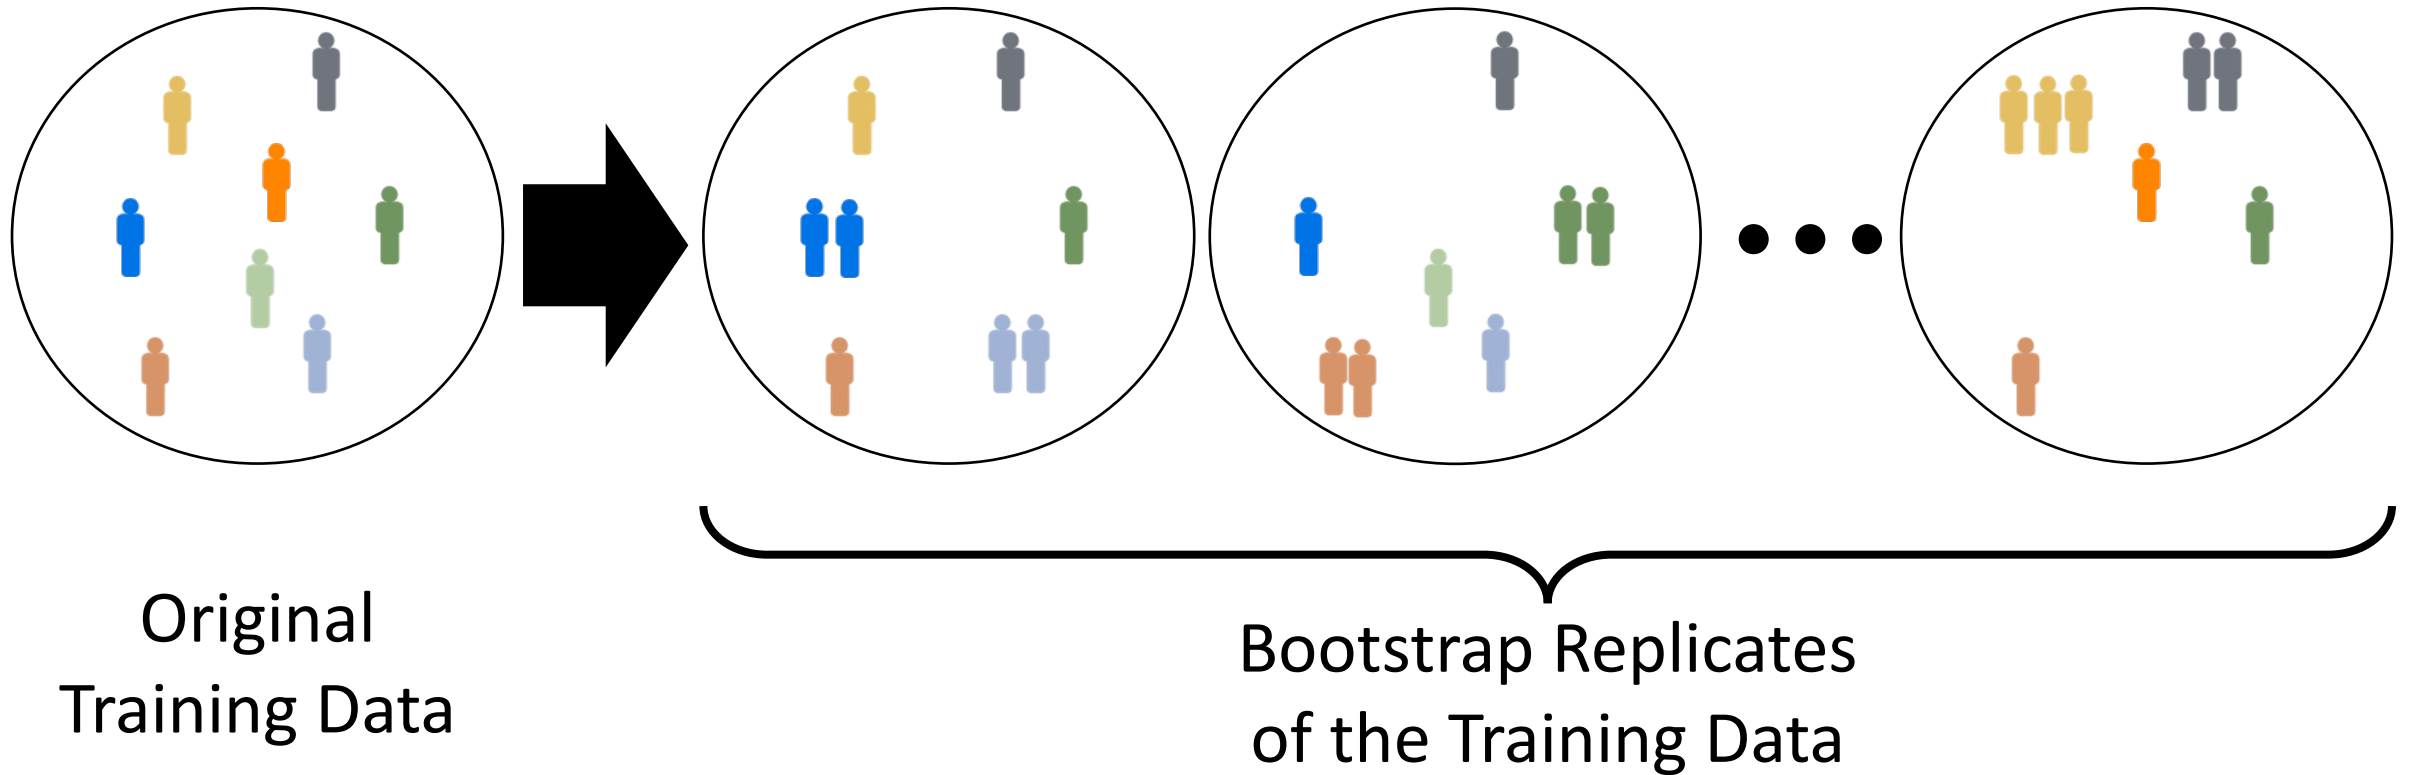 Original
Training Data
Bootstrap Replicates
of the Training Data